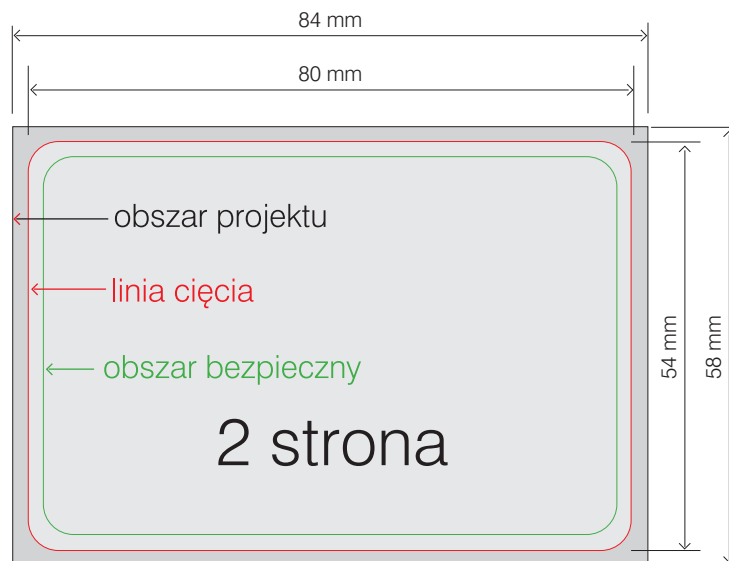 84 mm
80 mm
obszar projektu
linia cięcia
obszar bezpieczny
2 strona
54 mm
58 mm